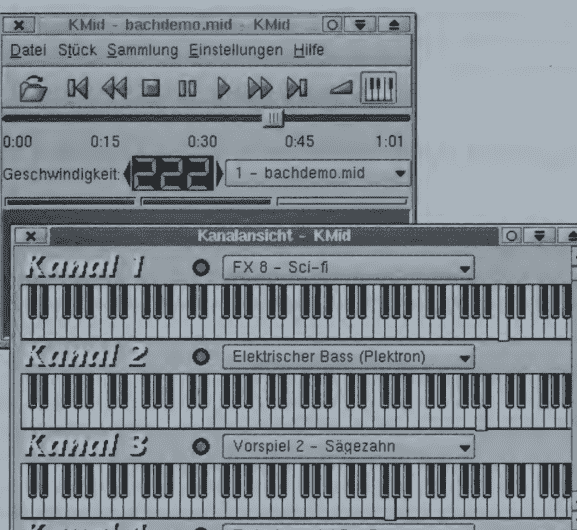 KMid - bachdemo.mid - KMid
Datei Stück Sammlung Einstellungen Hilfe
0:00 0:15 0:30 0:45 1:01
Geschwindigkeit: 222 1 - bachdemo.mid
Kanalansicht - KMid
Kanal 1 FX 8 - Sci-fi
Kanal 2 Elektrischer Bass (Plektron)
Kanal 3 Vorspiel 2 - Sägezahn